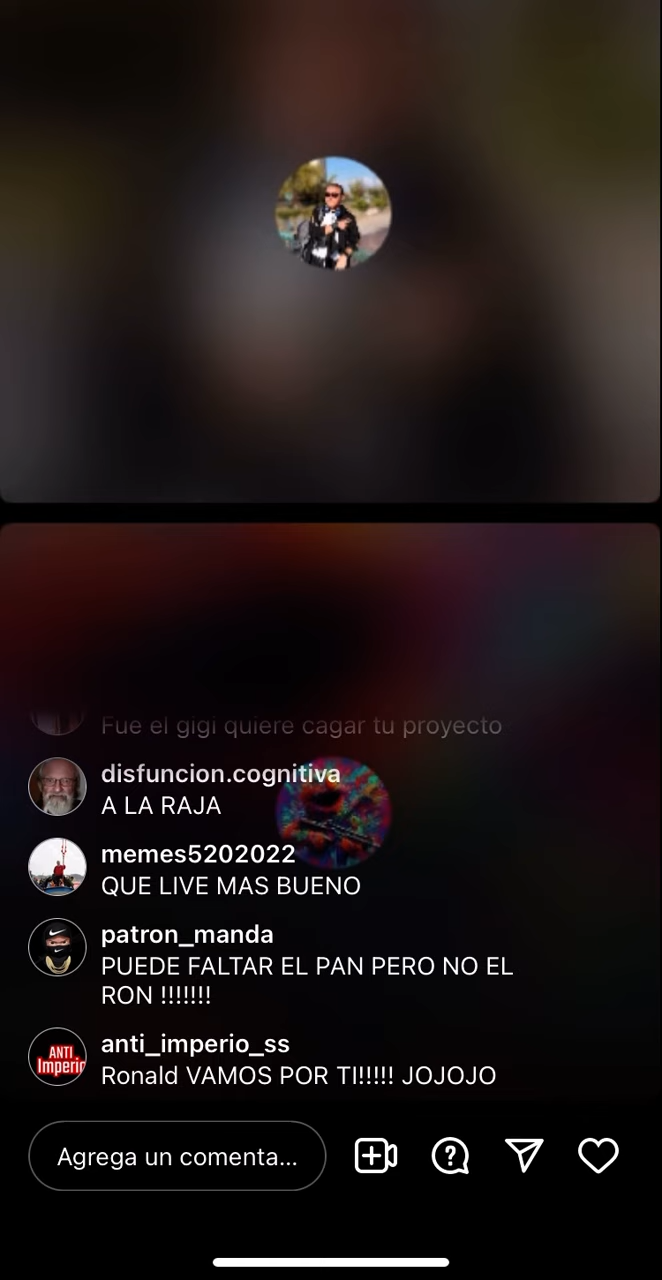 Fue el gigi quiere cagar tu proyecto
disfuncion.cognitiva
A LA RAJA
memes5202022
QUE LIVE MAS BUENO
patron_manda
PUEDE FALTAR EL PAN PERO NO EL
RON !!!!!!!
anti_imperio_ss
ANTI
Imperio
Ronald VAMOS POR TI!!!!! JOJOJO
Agrega un comenta...